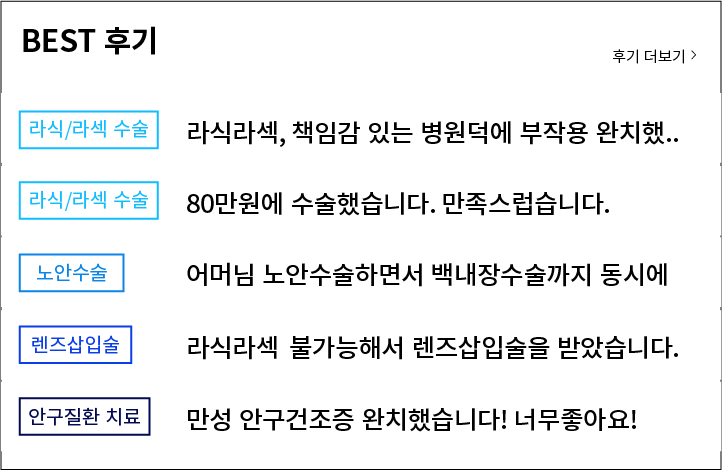 BEST 후기
후기 더보기 >
라식/라섹 수술
라식라섹, 책임감 있는 병원덕에 부작용 완치했..
라식/라섹 수술
80만원에 수술했습니다. 만족스럽습니다.
노안수술
어머님 노안수술하면서 백내장수술까지 동시에
렌즈삽입술
라식라섹 불가능해서 렌즈삽입술을 받았습니다.
안구질환 치료
만성 안구건조증 완치했습니다! 너무좋아요!